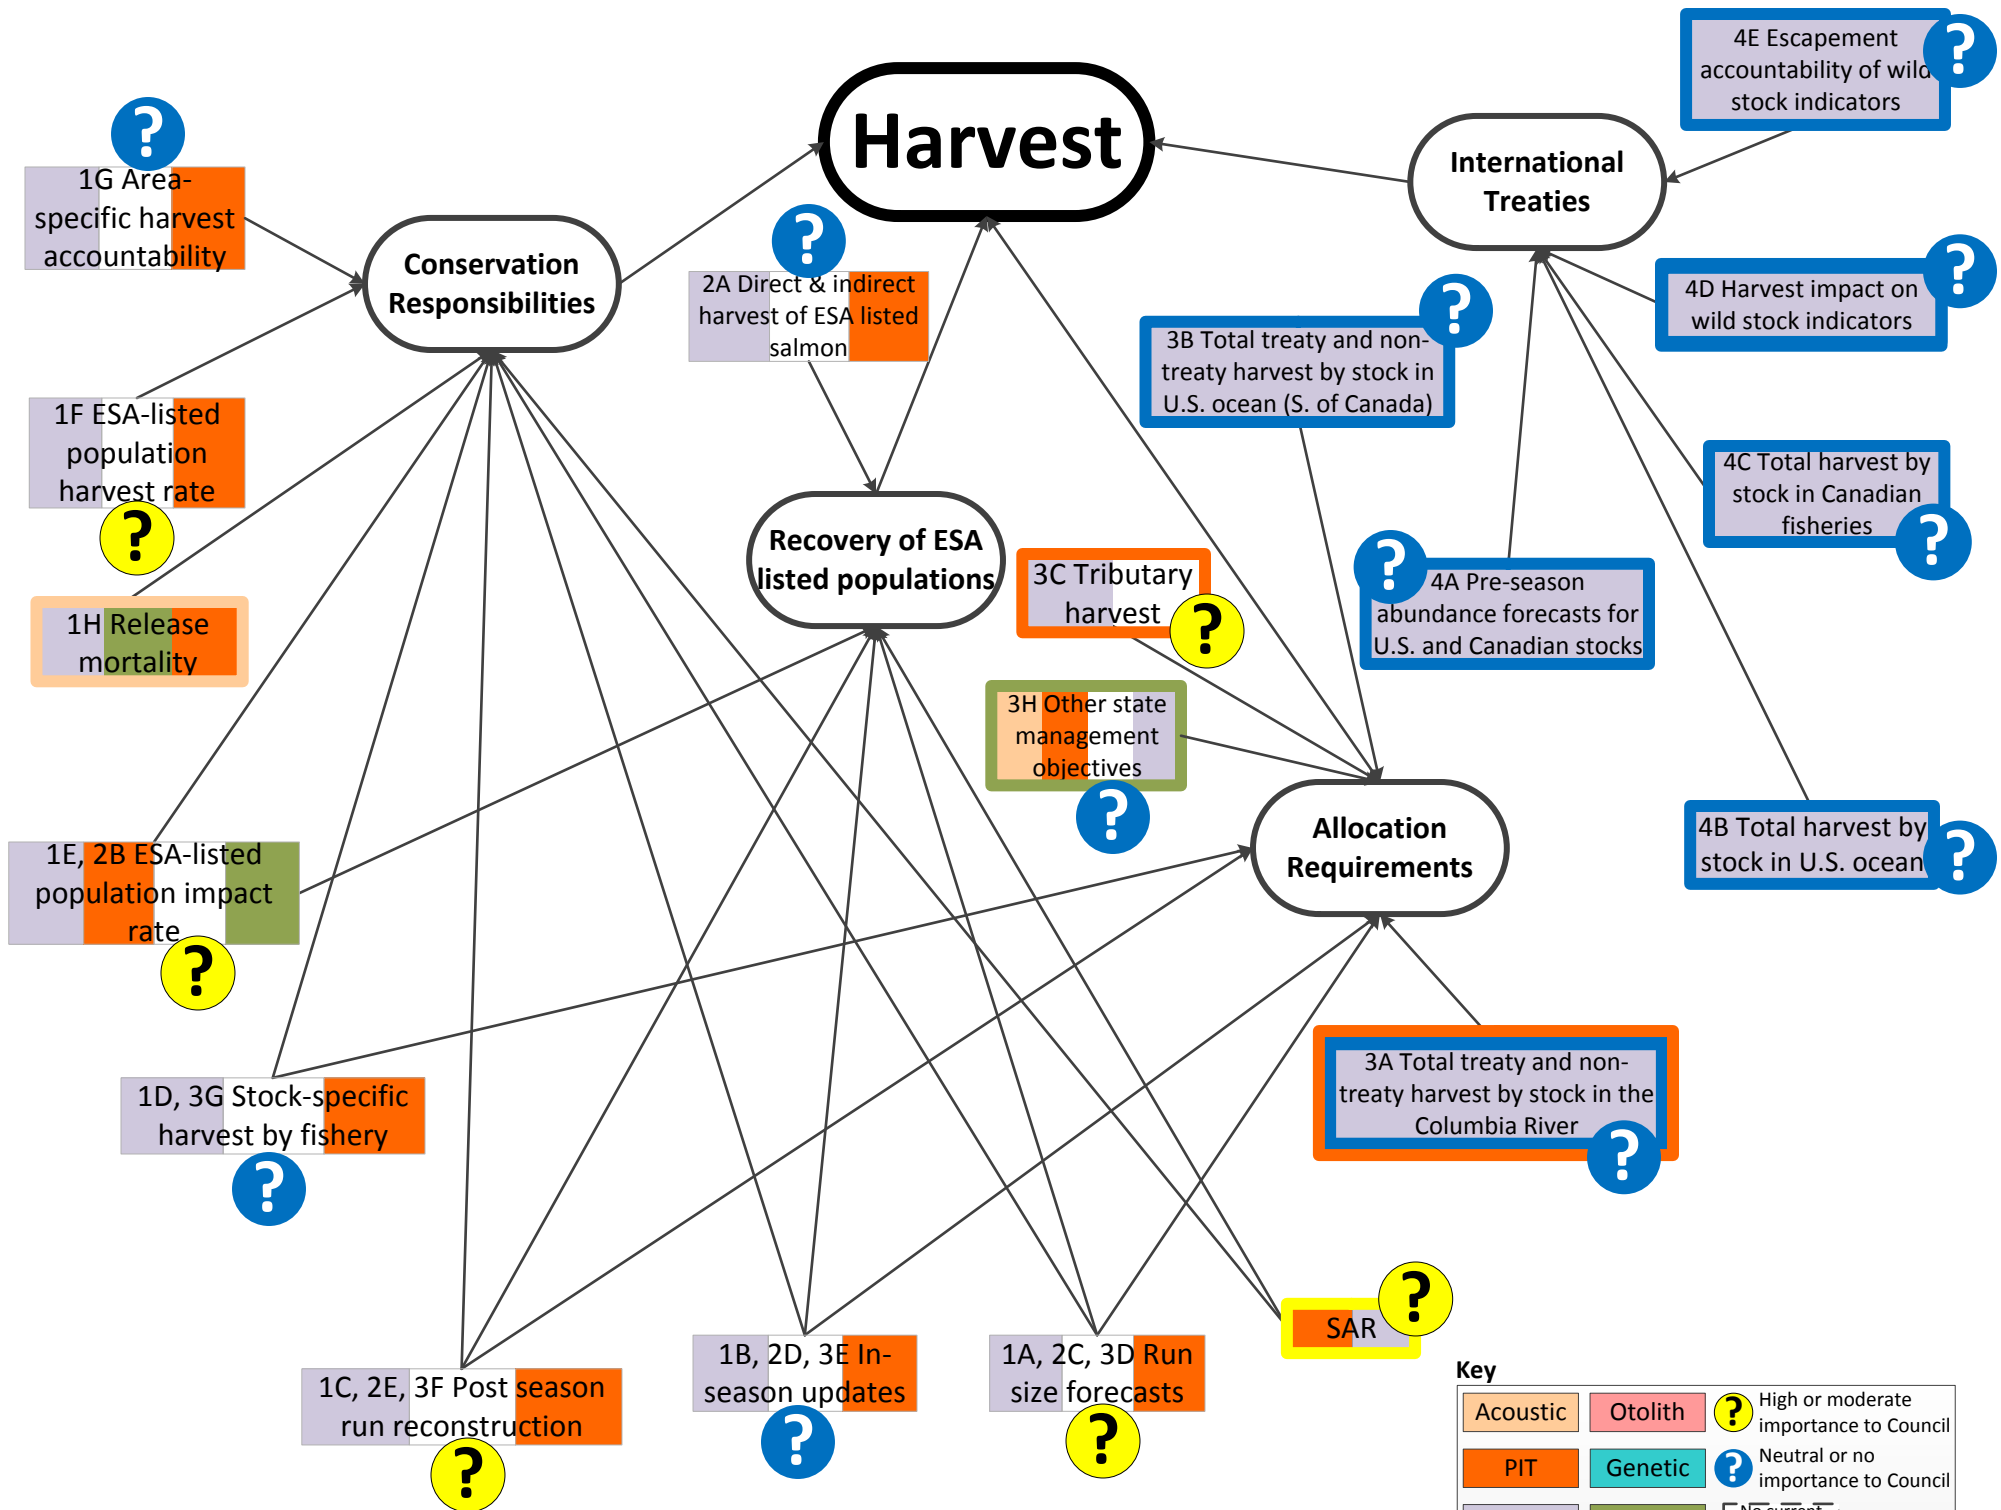 Harvest
4E Escapement
accountability of wild
stock indicators
?
?
1G Area-
specific harvest
accountability
International
Treaties
?
2A Direct & indirect
harvest of ESA listed
salmon
Conservation
Responsibilities
?
4D Harvest impact on
wild stock indicators
?
3B Total treaty and non-
treaty harvest by stock in
U.S. ocean (S. of Canada)
1F ESA-listed
population
harvest rate
?
4C Total harvest by
stock in Canadian
fisheries
?
Recovery of ESA
listed populations
3C Tributary
harvest
?
?
4A Pre-season
abundance forecasts for
U.S. and Canadian stocks
1H Release
mortality
3H Other state
management
objectives
?
Allocation
Requirements
4B Total harvest by
stock in U.S. ocean
?
1E, 2B ESA-listed
population impact
rate
?
1D, 3G Stock-specific
harvest by fishery
?
3A Total treaty and non-
treaty harvest by stock in the
Columbia River
?
SAR
?
1C, 2E, 3F Post season
run reconstruction
?
1B, 2D, 3E In-
season updates
?
1A, 2C, 3D Run
size forecasts
?
Key
Acoustic
Otolith
?
High or moderate
importance to Council
PIT
Genetic
?
Neutral or no
importance to Council
No current